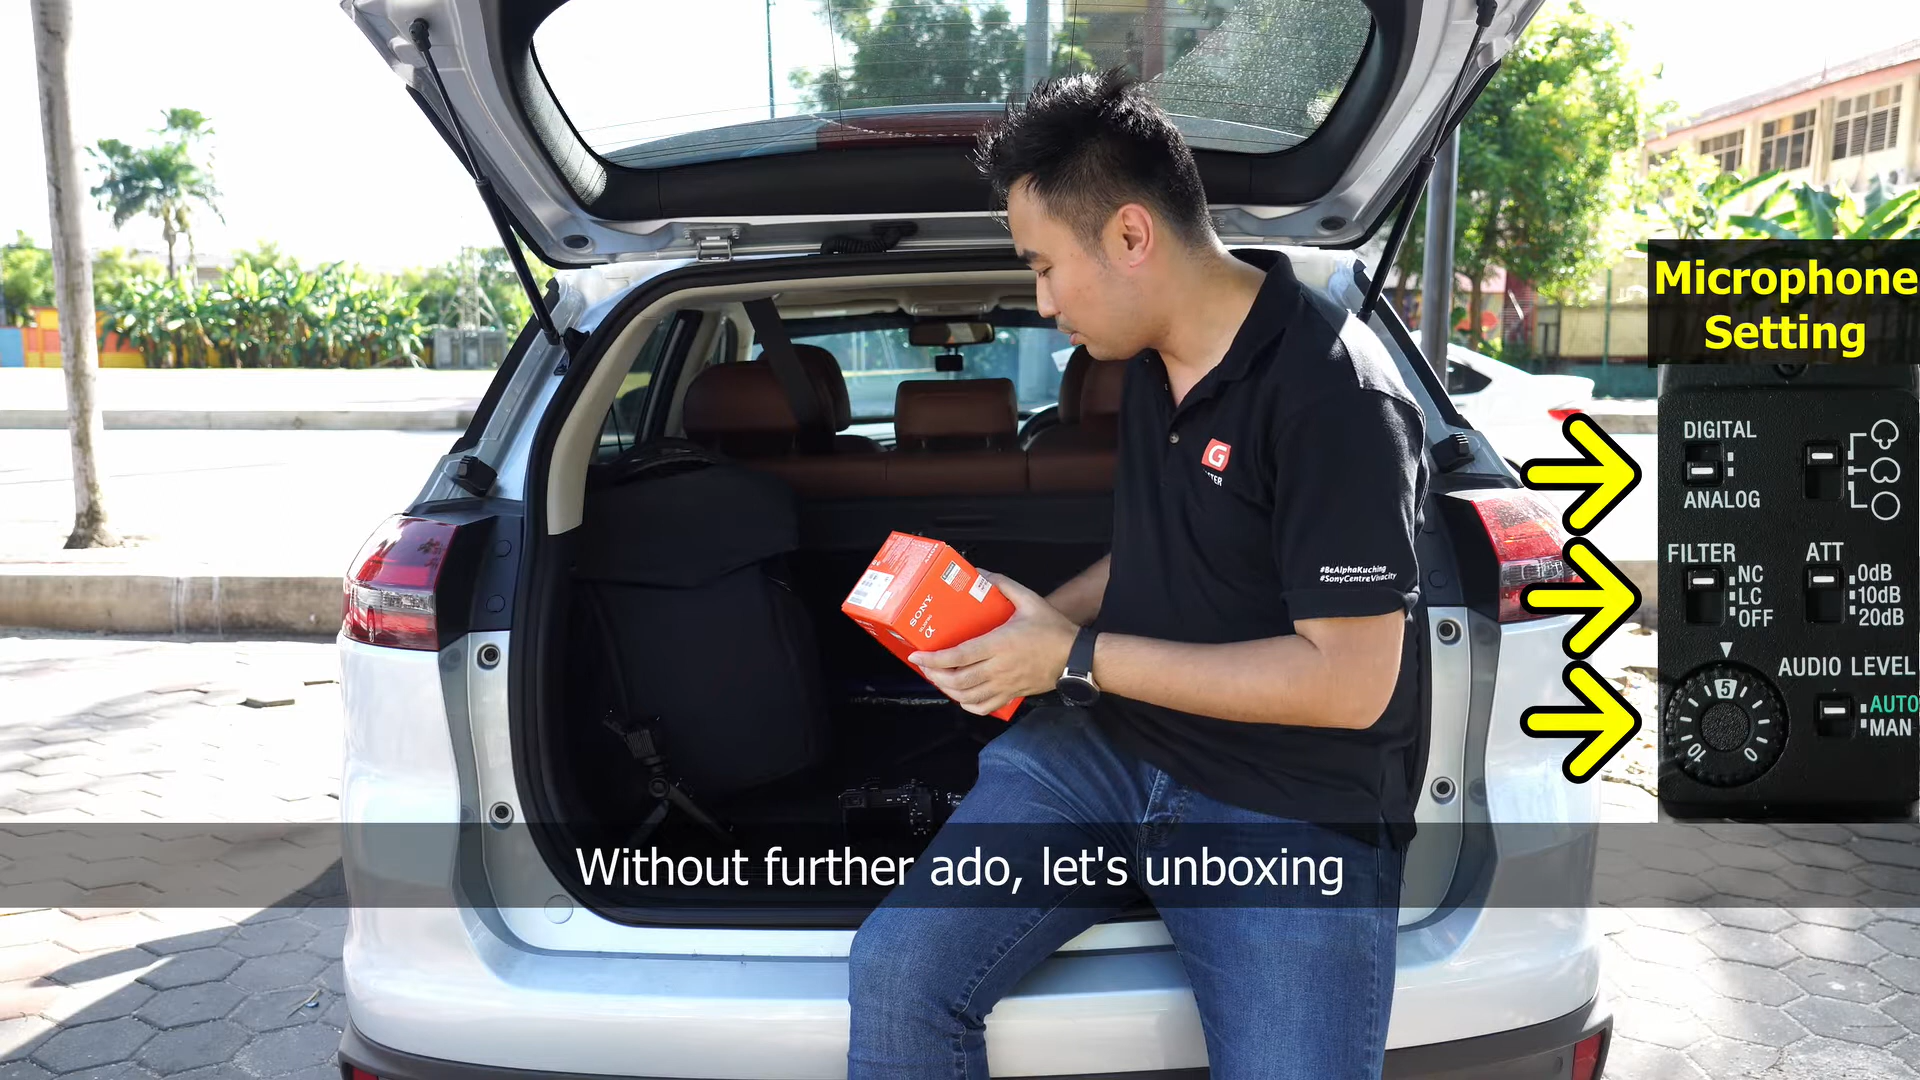 Microphone
Setting
DIGITAL
ANALOG
FILTER
NC
LC
OFF
ATT
0dB
10dB
20dB
AUDIO LEVEL
AUTO
MAN
5
10
0
G
#BeAlphaKuching
#SonyCentreVivacity
SONY
α
Without further ado, let's unboxing